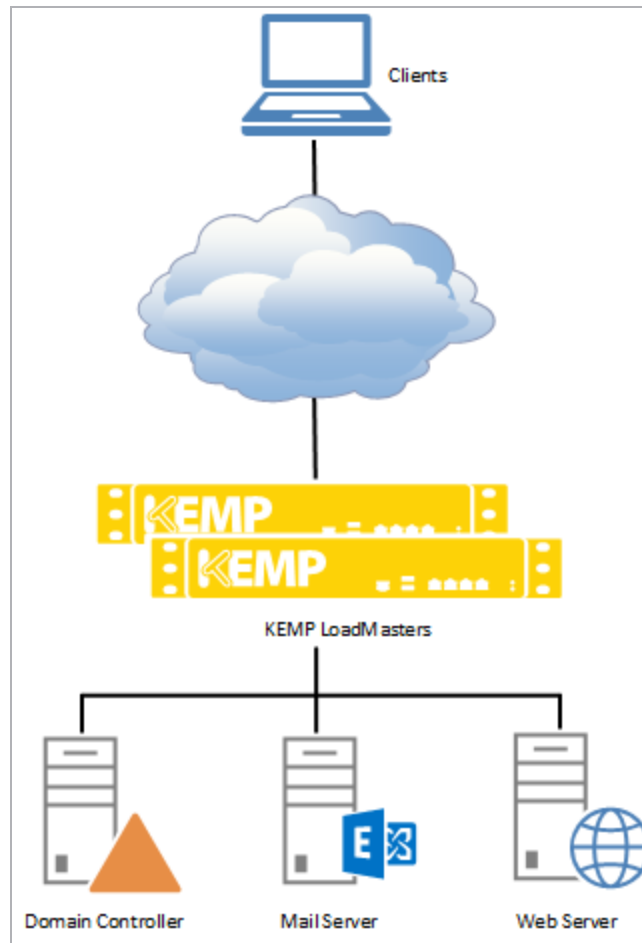 Clients
KEMP
KEMP
KEMP LoadMasters
E
Domain Controller
Mail Server
Web Server